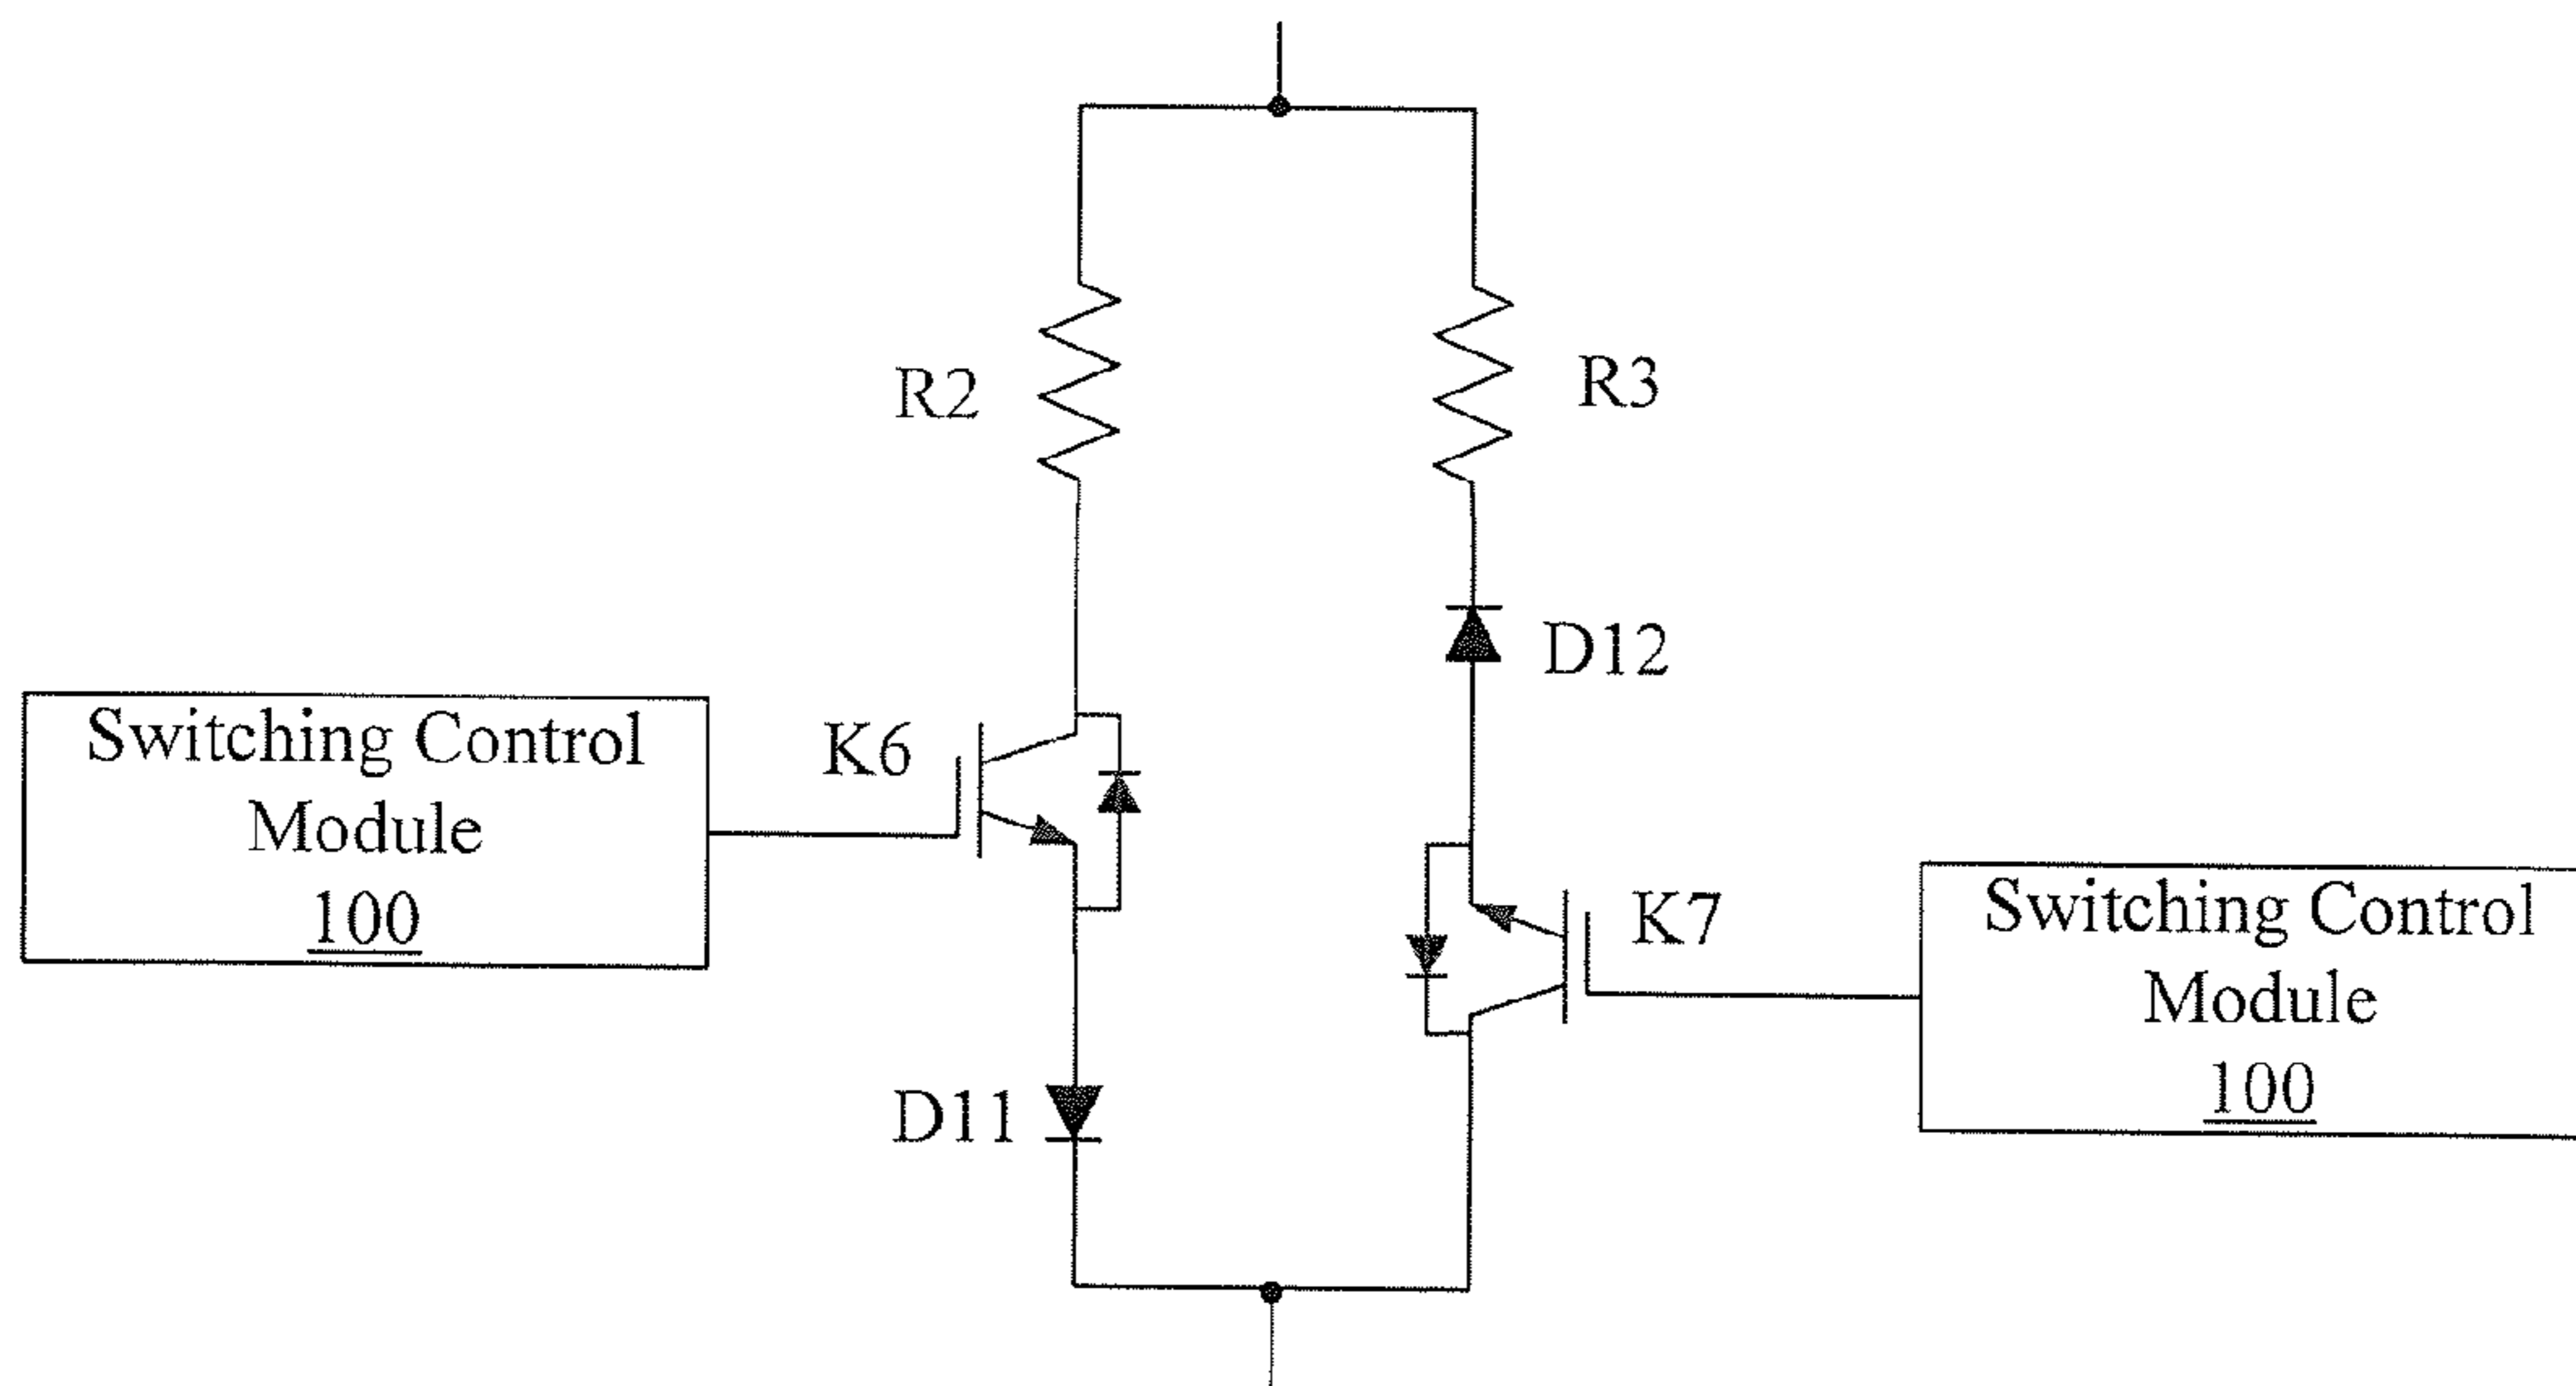 R2
R3
D12
K6
Switching Control
Module
100
K7
Switching Control
Module
100
D11